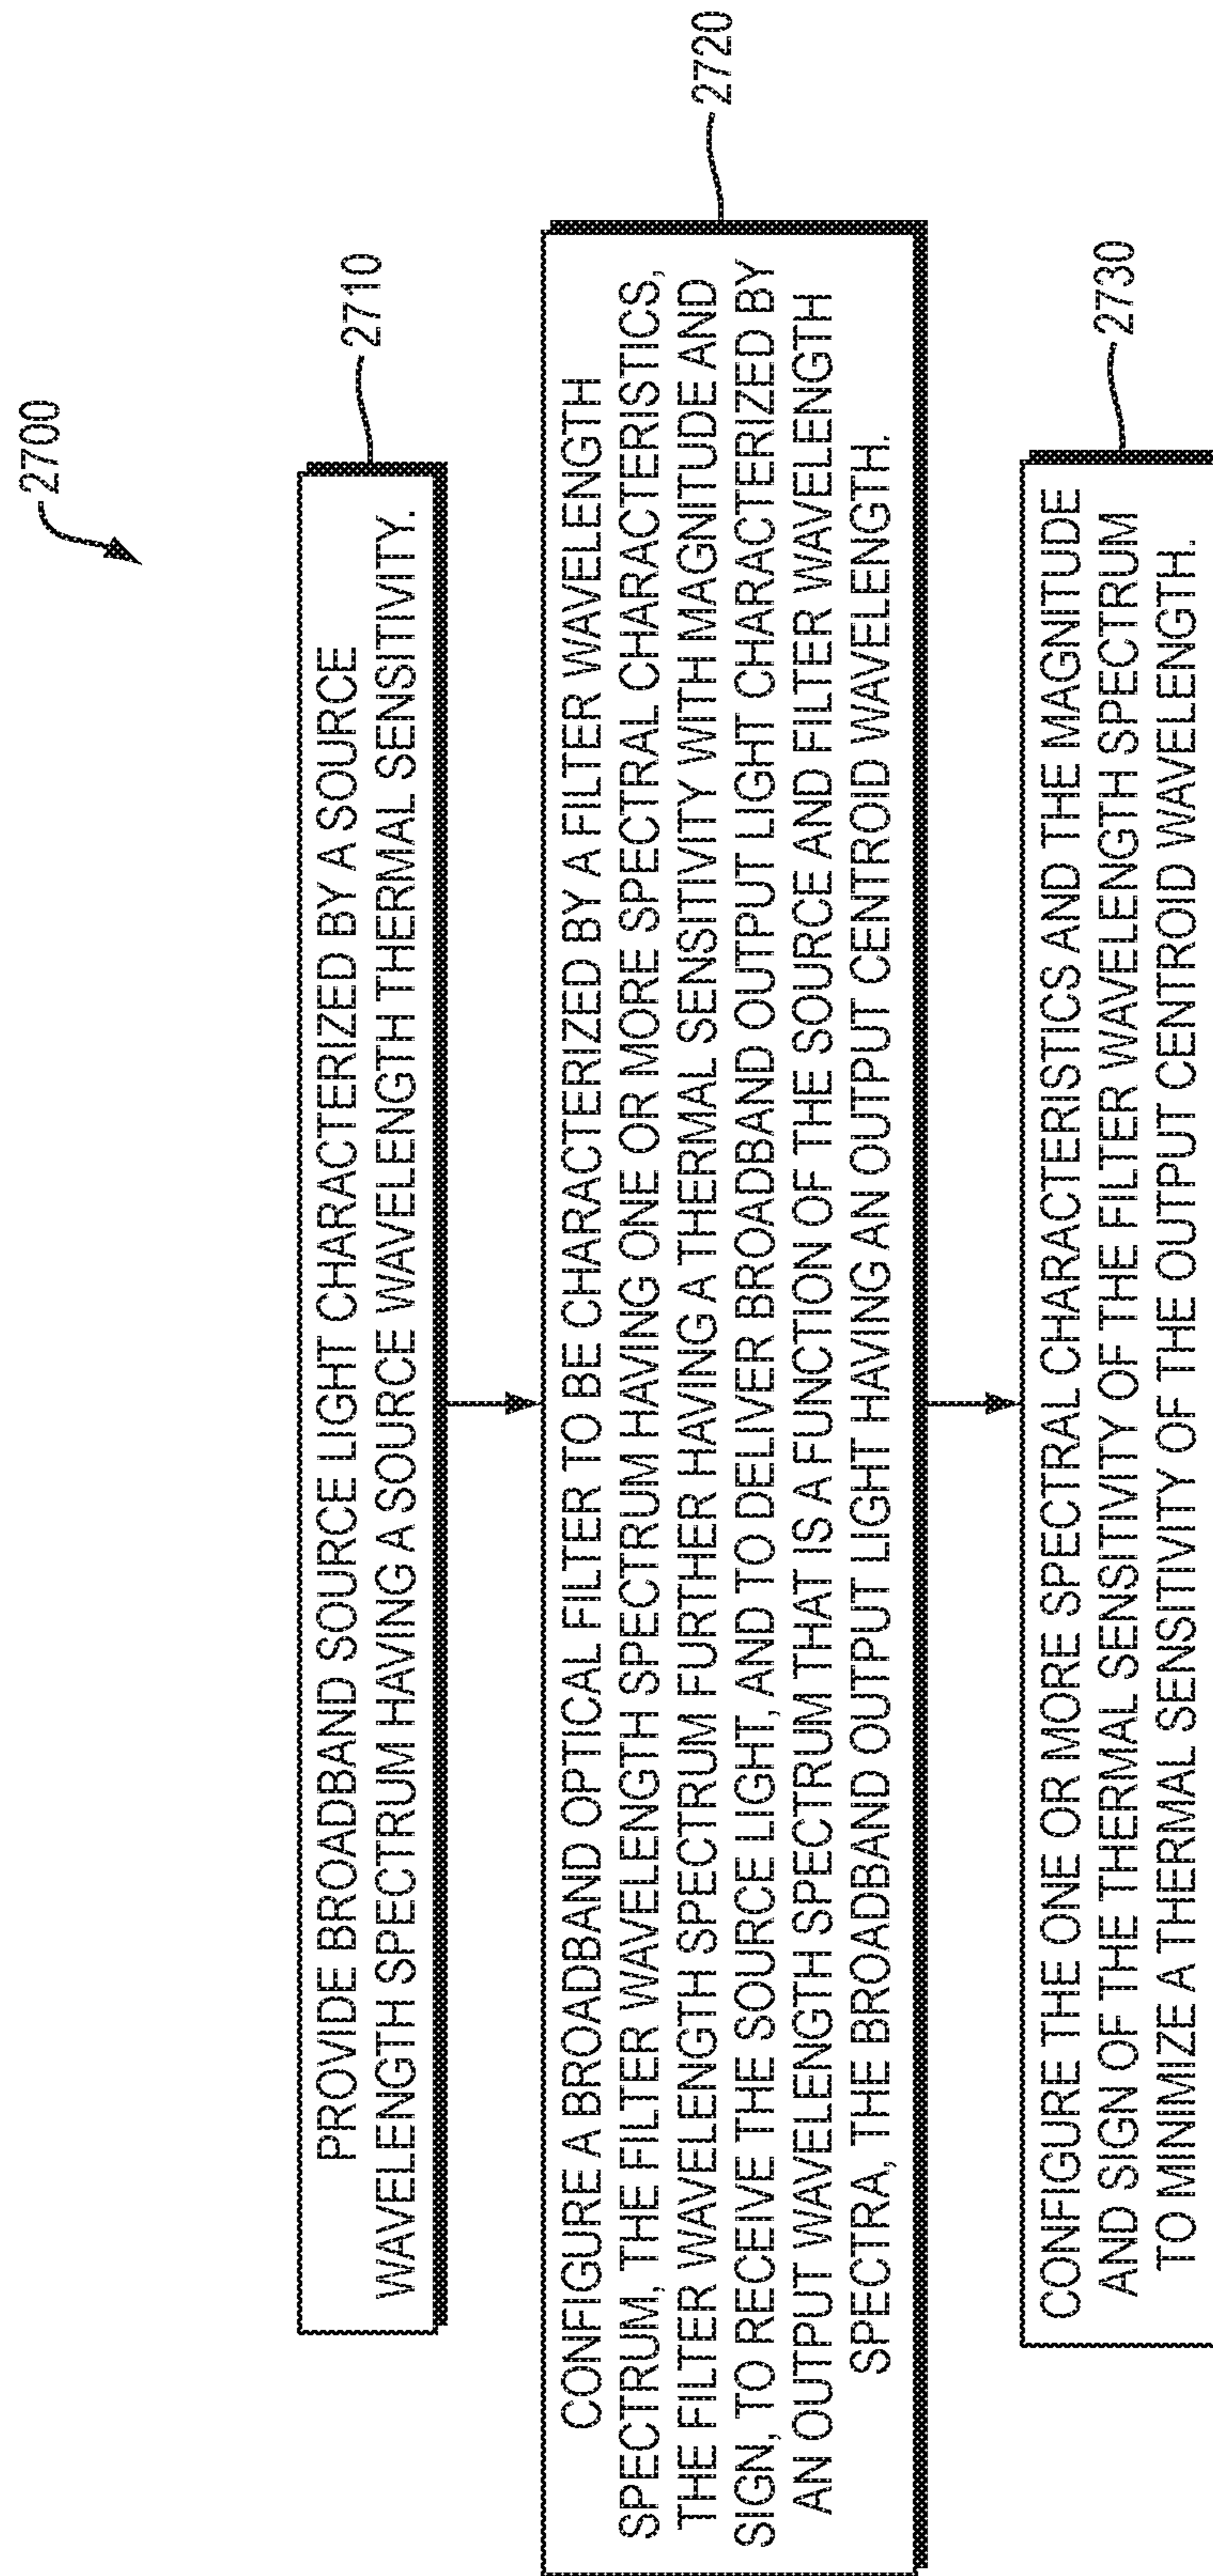 2700
PROVIDE BROADBAND SOURCE LIGHT CHARACTERIZED BY A SOURCE
WAVELENGTH SPECTRUM HAVING A SOURCE WAVELENGTH THERMAL SENSITIVITY.
2710
CONFIGURE A BROADBAND OPTICAL FILTER TO BE CHARACTERIZED BY A FILTER WAVELENGTH
SPECTRUM, THE FILTER WAVELENGTH SPECTRUM HAVING ONE OR MORE SPECTRAL CHARACTERISTICS,
THE FILTER WAVELENGTH SPECTRUM FURTHER HAVING A THERMAL SENSITIVITY WITH MAGNITUDE AND
SIGN, TO RECEIVE THE SOURCE LIGHT, AND TO DELIVER BROADBAND OUTPUT LIGHT CHARACTERIZED BY
AN OUTPUT WAVELENGTH SPECTRUM THAT IS A FUNCTION OF THE SOURCE AND FILTER WAVELENGTH
SPECTRA, THE BROADBAND OUTPUT LIGHT HAVING AN OUTPUT CENTROID WAVELENGTH.
2720
CONFIGURE THE ONE OR MORE SPECTRAL CHARACTERISTICS AND THE MAGNITUDE
AND SIGN OF THE THERMAL SENSITIVITY OF THE FILTER WAVELENGTH SPECTRUM
TO MINIMIZE A THERMAL SENSITIVITY OF THE OUTPUT CENTROID WAVELENGTH.
2730